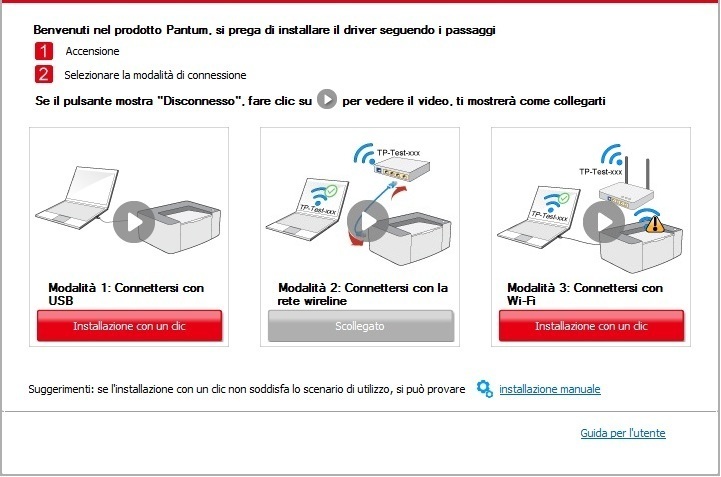 Benvenuti nel prodotto Pantum, si prega di installare il driver seguendo i passaggi
1 Accensione
2 Selezionare la modalità di connessione
Se il pulsante mostra "Disconnesso", fare clic su per vedere il video, ti mostrerà come collegarti
TP-Test-xxx
TP-Test-xxx
TP-Test-xxx
TP-Test-xxx
Modalità 1: Connettersi con
USB
Installazione con un clic
Modalità 2: Connettersi con la
rete wireline
Scollegato
Modalità 3: Connettersi con
Wi-Fi
Installazione con un clic
Suggerimenti: se l'installazione con un clic non soddisfa lo scenario di utilizzo, si può provare installazione manuale
Guida per l'utente